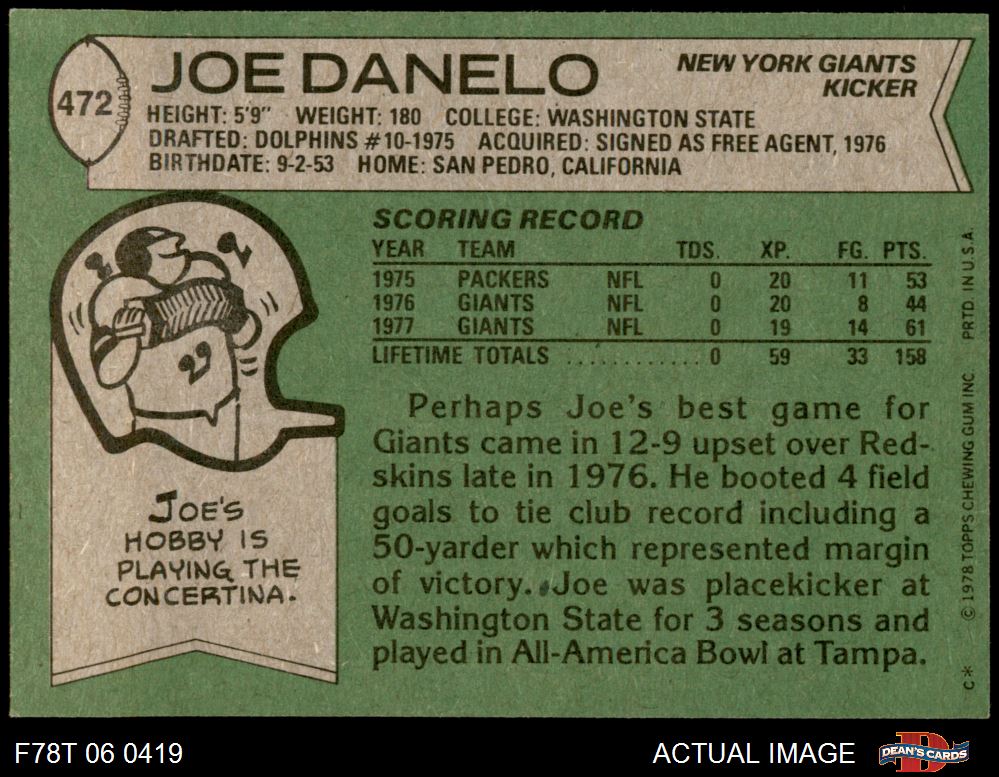 472
JOE DANELO
NEW YORK GIANTS
KICKER
HEIGHT: 5'9" WEIGHT: 180 COLLEGE: WASHINGTON STATE
DRAFTED: DOLPHINS #10-1975 ACQUIRED: SIGNED AS FREE AGENT, 1976
BIRTHDATE: 9-2-53 HOME: SAN PEDRO, CALIFORNIA
SCORING RECORD
YEAR TEAM TDS. XP. FG. PTS.
1975 PACKERS NFL 0 20 11 53
1976 GIANTS NFL 0 20 8 44
1977 GIANTS NFL 0 19 14 61
LIFETIME TOTALS ............ 0 59 33 158
Perhaps Joe's best game for
Giants came in 12-9 upset over Red-
skins late in 1976. He booted 4 field
goals to tie club record including a
50-yarder which represented margin
of victory. Joe was placekicker at
Washington State for 3 seasons and
played in All-America Bowl at Tampa.
29
JOE'S
HOBBY IS
PLAYING THE
CONCERTINA.
© 1978 TOPPS CHEWING GUM INC. PRTD. IN U.S.A.
C*
F78T 06 0419
ACTUAL IMAGE
D
DEAN'S CARDS